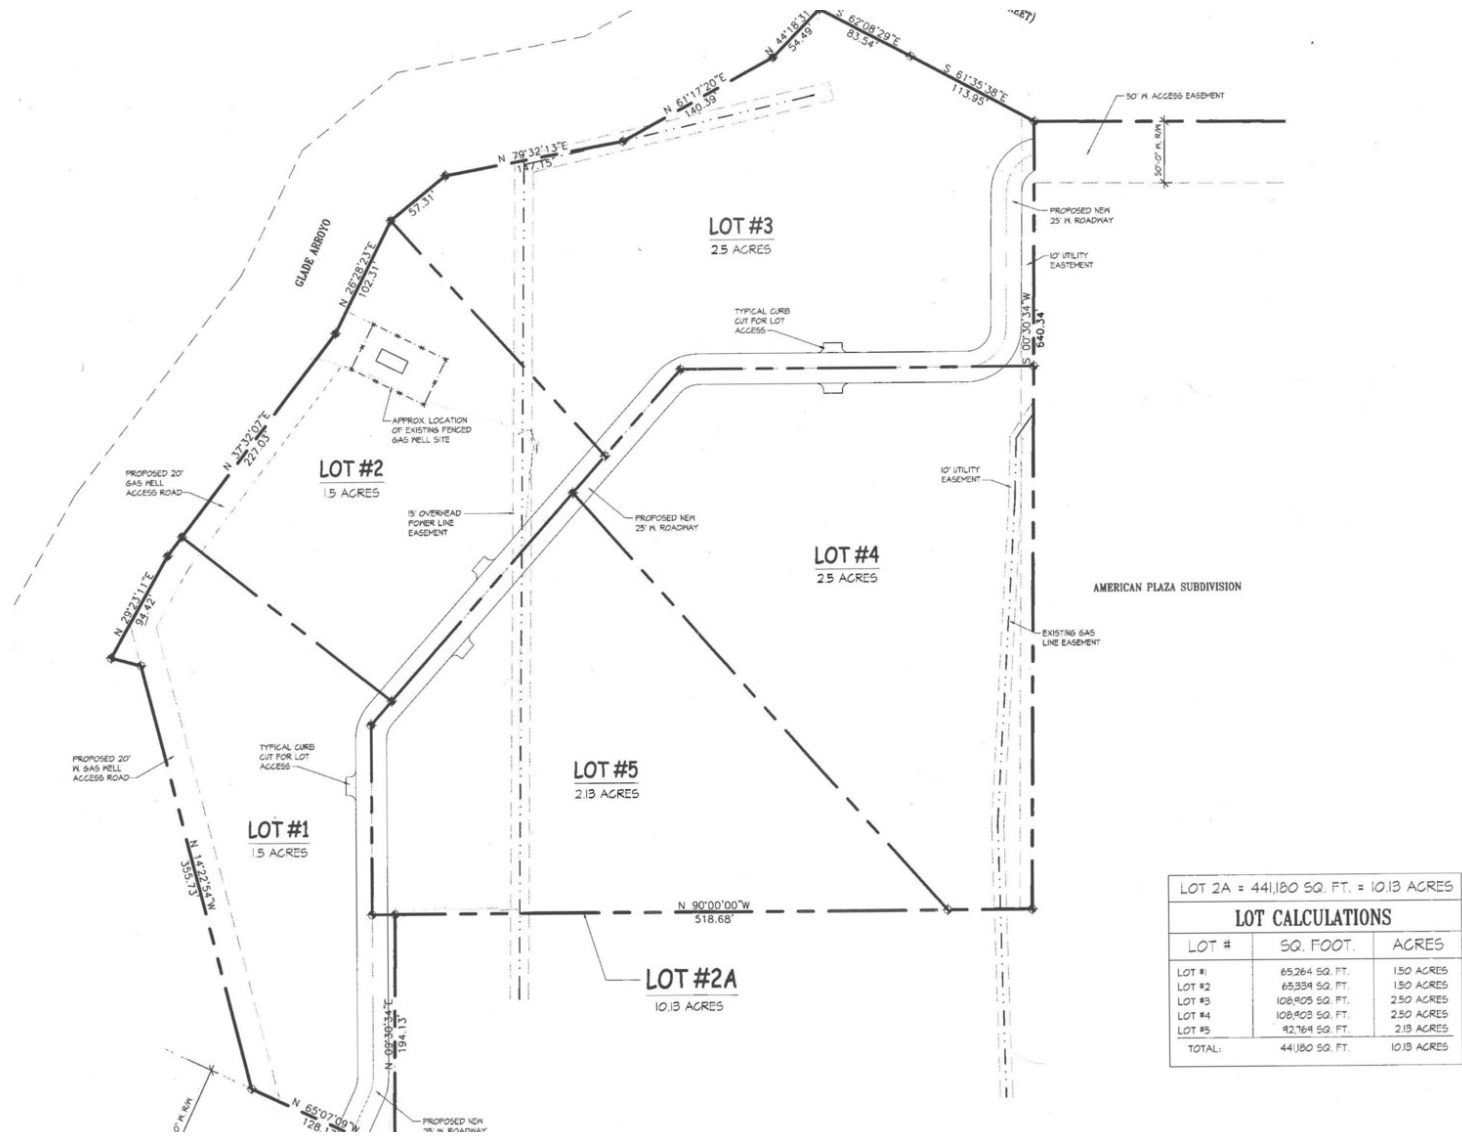 EET)
N 44°18'31
54.49'
S 62°08'29"E
83.54'
S 61°35'38"E
113.95'
N 61°17'20"E
140.39'
50' W. ACCESS EASEMENT
50'-0" W. R/W
N 79°32'13"E
147.15'
57.31'
GLADE ARROYO
LOT #3
2.5 ACRES
PROPOSED NEW
25' W. ROADWAY
10' UTILITY
EASTEMENT
N 26°28'23"E
102.31'
TYPICAL CURB
CUT FOR LOT
ACCESS
S 00°30'34"W
640.34'
APPROX. LOCATION
OF EXISTING FENCED
GAS WELL SITE
N 37°32'07"E
227.03'
LOT #2
1.5 ACRES
PROPOSED 20'
GAS WELL
ACCESS ROAD
10' UTILITY
EASEMENT
15' OVERHEAD
POWER LINE
EASEMENT
PROPOSED NEW
25' W. ROADWAY
LOT #4
2.5 ACRES
AMERICAN PLAZA SUBDIVISION
N 29°23'11"E
94.42'
EXISTING GAS
LINE EASEMENT
TYPICAL CURB
CUT FOR LOT
ACCESS
PROPOSED 20'
W. GAS WELL
ACCESS ROAD
LOT #5
2.13 ACRES
LOT #1
1.5 ACRES
N 14°22'54"W
355.73'
N 90°00'00"W
518.68'
LOT #2A
10.13 ACRES
N 09°30'34"E
194.13'
N 65°07'09"W
128.1
0" W. R/W
PROPOSED NEW
25' W. ROADWAY
LOT 2A = 441,180 SQ. FT. = 10.13 ACRES
LOT CALCULATIONS
LOT # SQ. FOOT. ACRES
LOT #1 65,264 SQ. FT. 1.50 ACRES
LOT #2 65,339 SQ. FT. 1.50 ACRES
LOT #3 108,905 SQ. FT. 2.50 ACRES
LOT #4 108,903 SQ. FT. 2.50 ACRES
LOT #5 92,769 SQ. FT. 2.13 ACRES
TOTAL: 441,180 SQ. FT. 10.13 ACRES